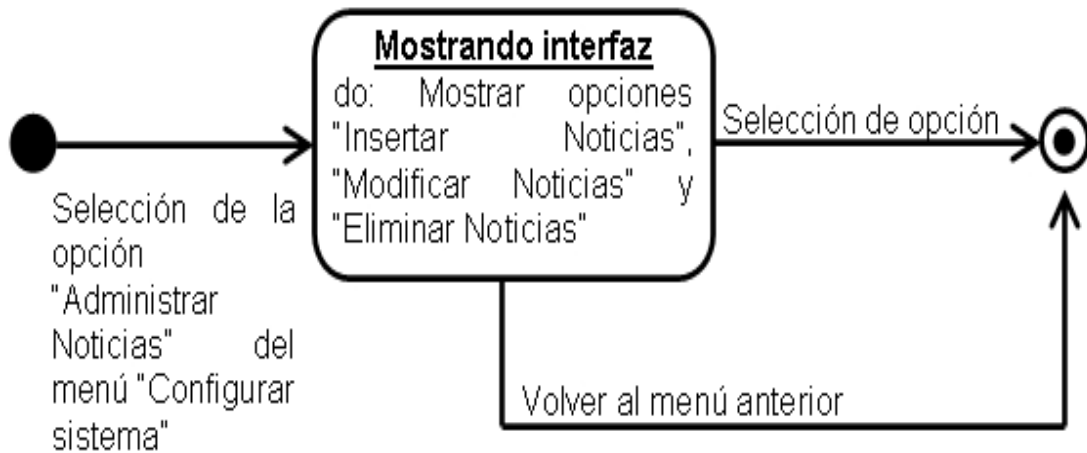 Mostrando interfaz
do: Mostrar opciones
"Insertar Noticias",
"Modificar Noticias" y
"Eliminar Noticias"
Selección de opción
Selección de la
opción
"Administrar
Noticias" del
menú "Configurar
sistema"
Volver al menú anterior